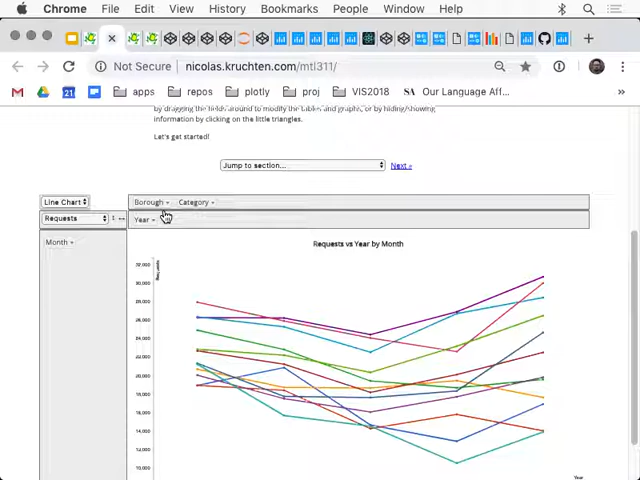 Chrome File Edit View History Bookmarks People Window Help
Not Secure nicolas.kruchten.com/mtl311/
apps repos plotly proj VIS2018 SA Our Language Aff...
by dragging the fields around to modify the tables and graphs, or by hiding/showing
information by clicking on the little triangles.
Let's get started!
Jump to section... Next »
Line Chart Borough Category
Requests Year
Month
Requests vs Year by Month
32,000
30,000
28,000
26,000
24,000
22,000
20,000
18,000
16,000
14,000
12,000
10,000
Year